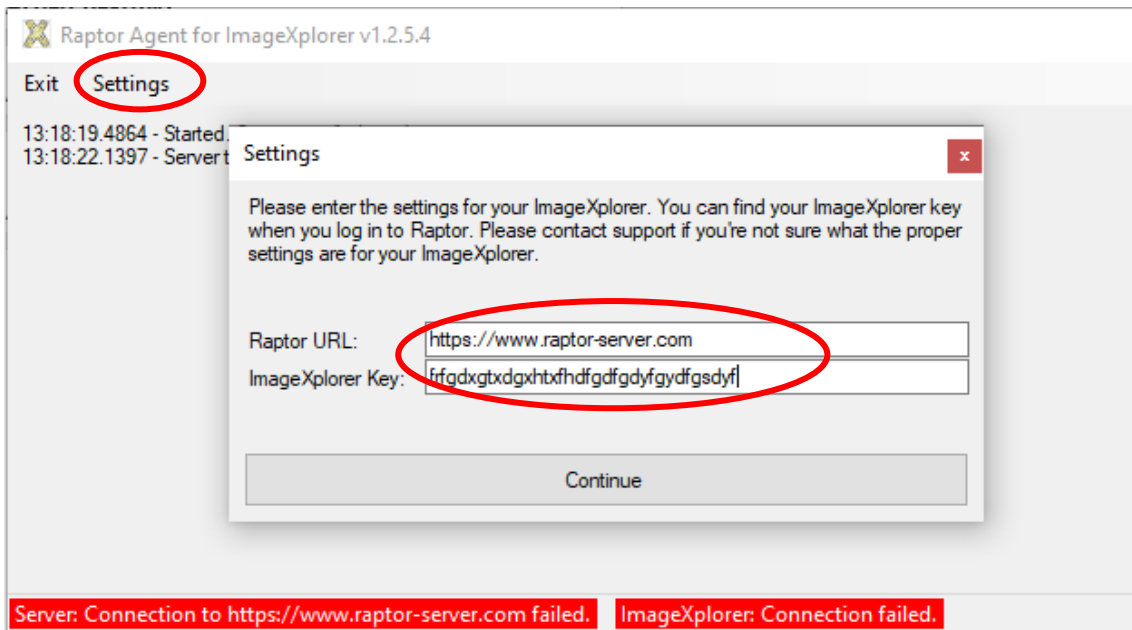 Raptor Agent for ImageXplorer v1.2.5.4
Exit Settings
13:18:19.4864 - Started.
13:18:22.1397 - Server t
Settings
x
Please enter the settings for your ImageXplorer. You can find your ImageXplorer key
when you log in to Raptor. Please contact support if you're not sure what the proper
settings are for your ImageXplorer.
Raptor URL: https://www.raptor-server.com
ImageXplorer Key: frfgdxgtxdgxhtxfhdfgdfgdyfgydfgsdyf
Continue
Server: Connection to https://www.raptor-server.com failed. ImageXplorer: Connection failed.